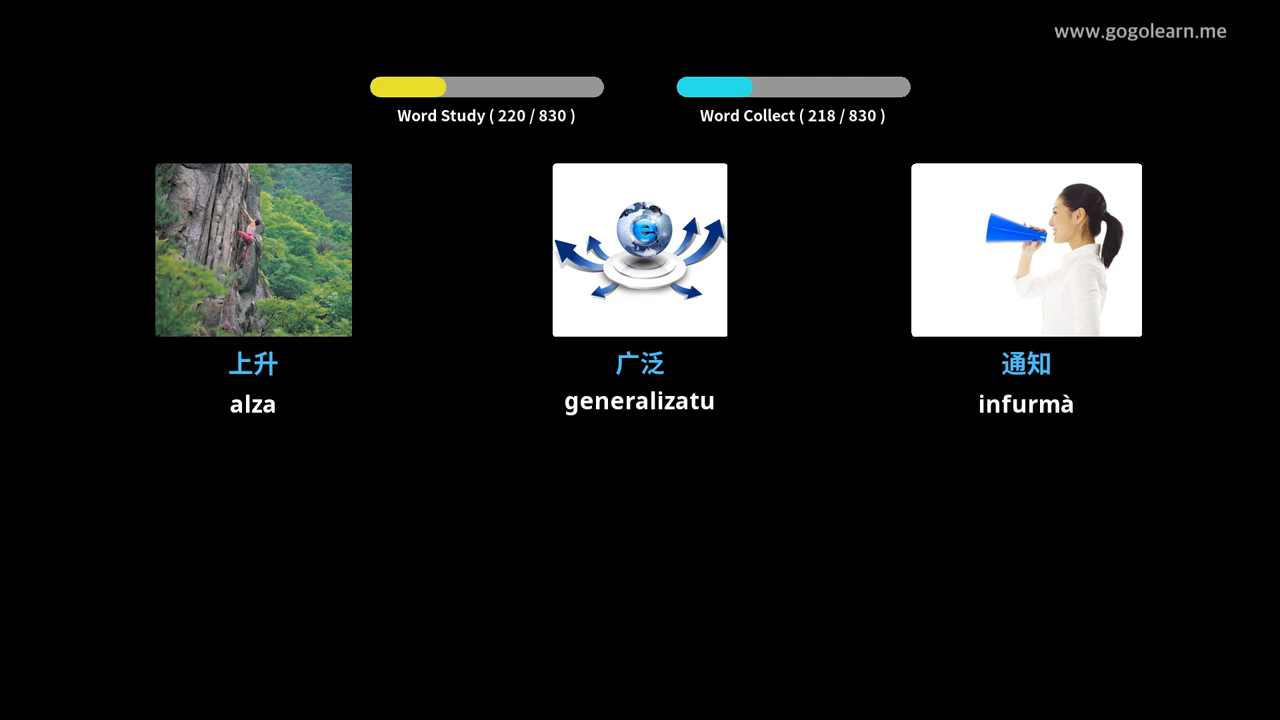 www.gogolearn.me
Word Study ( 220 / 830 )
Word Collect ( 218 / 830 )
e
上升
广泛
通知
alza
generalizatu
infurmà